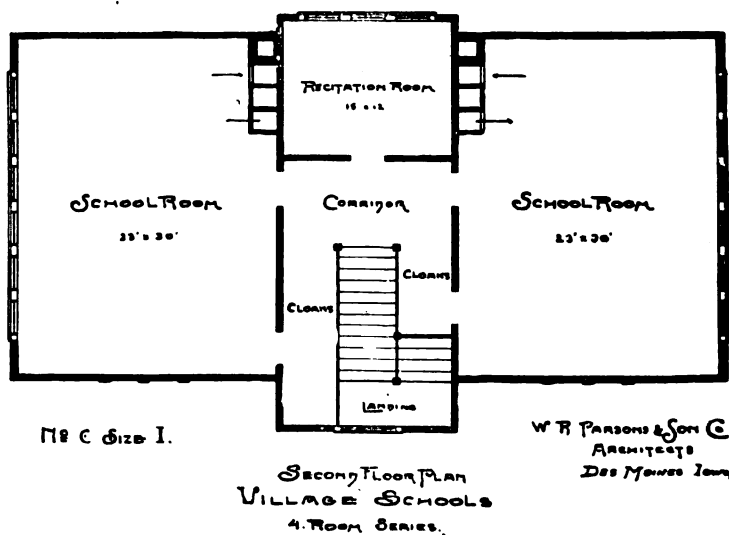 RECITATION ROOM
15 x 12
SCHOOL ROOM
CORRIDOR
SCHOOL ROOM
23' x 30'
23' x 30'
CLOAKS
CLOAKS
LANDING
No C SIZE I.
W R PARSONS & SON CO
ARCHITECTS
DES MOINES IOWA
SECOND FLOOR PLAN
VILLAGE SCHOOLS
4. ROOM SERIES.